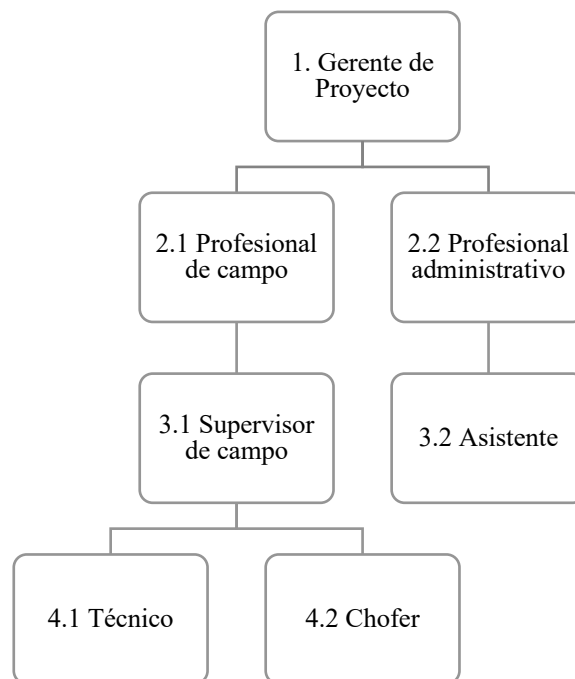 1. Gerente de
Proyecto
2.1 Profesional
de campo
2.2 Profesional
administrativo
3.1 Supervisor
de campo
3.2 Asistente
4.1 Técnico
4.2 Chofer